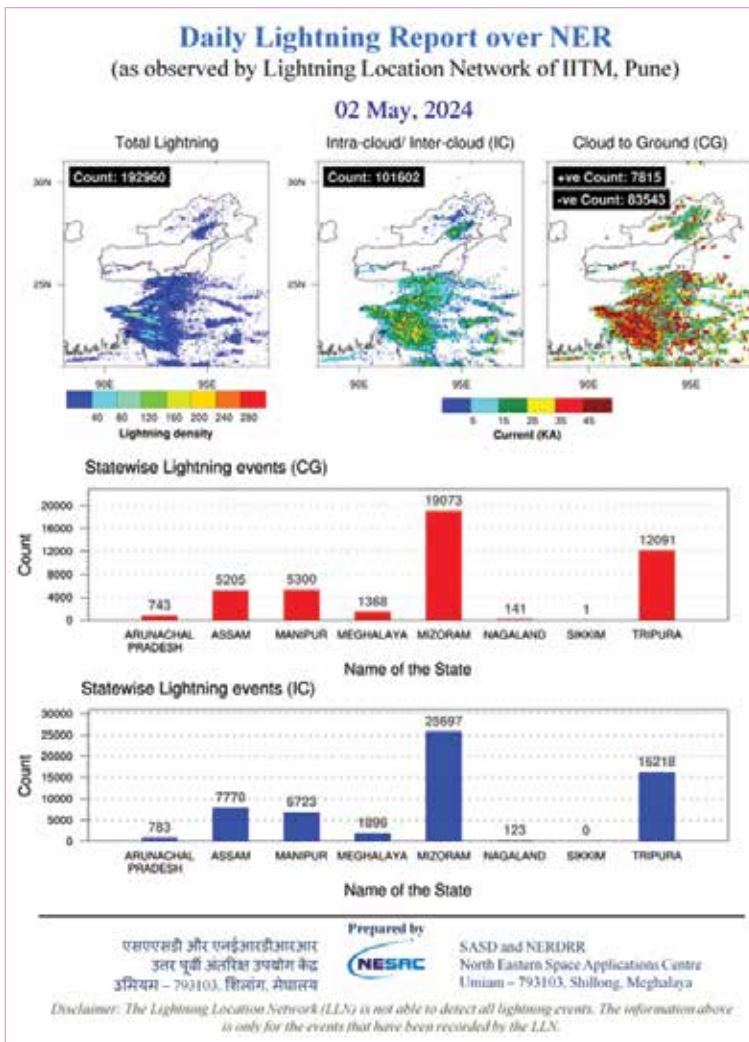 Daily Lightning Report over NER
(as observed by Lightning Location Network of IITM, Pune)
02 May, 2024
Total Lightning
Intra-cloud/ Inter-cloud (IC)
Cloud to Ground (CG)
Count: 192960
Count: 101602
+ve Count: 7815
-ve Count: 83543
30N
25N
90E 95E
30N
25N
90E 95E
30N
25N
90E 95E
40 80 120 160 200 240 280
Lightning density
5 15 25 35 45
Current (KA)
Statewise Lightning events (CG)
Count
20000
16000
12000
8000
4000
0
743 5205 5300 1368 19073 141 1 12091
ARUNACHAL PRADESH ASSAM MANIPUR MEGHALAYA MIZORAM NAGALAND SIKKIM TRIPURA
Name of the State
Statewise Lightning events (IC)
Count
30000
25000
20000
15000
10000
5000
0
783 7770 6723 1896 25697 123 0 16218
ARUNACHAL PRADESH ASSAM MANIPUR MEGHALAYA MIZORAM NAGALAND SIKKIM TRIPURA
Name of the State
Prepared by
एसएएसडी और एनईआरडीआरआर
उत्तर पूर्वी अंतरिक्ष उपयोग केंद्र
उमियम – 793103, शिलांग, मेघालय
NESAC
SASD and NERDRR
North Eastern Space Applications Centre
Umiam – 793103, Shillong, Meghalaya
Disclaimer: The Lightning Location Network (LLN) is not able to detect all lightning events. The information above
is only for the events that have been recorded by the LLN.